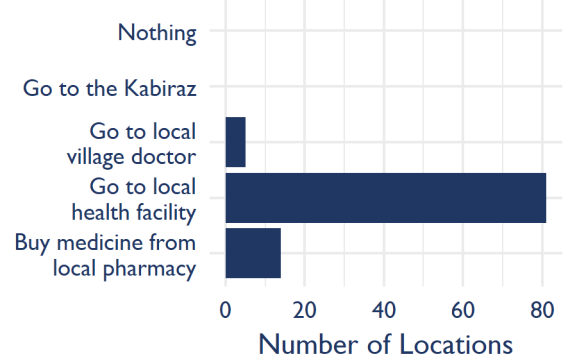 Nothing
Go to the Kabiraz
Go to local
village doctor
Go to local
health facility
Buy medicine from
local pharmacy
0 20 40 60 80
Number of Locations